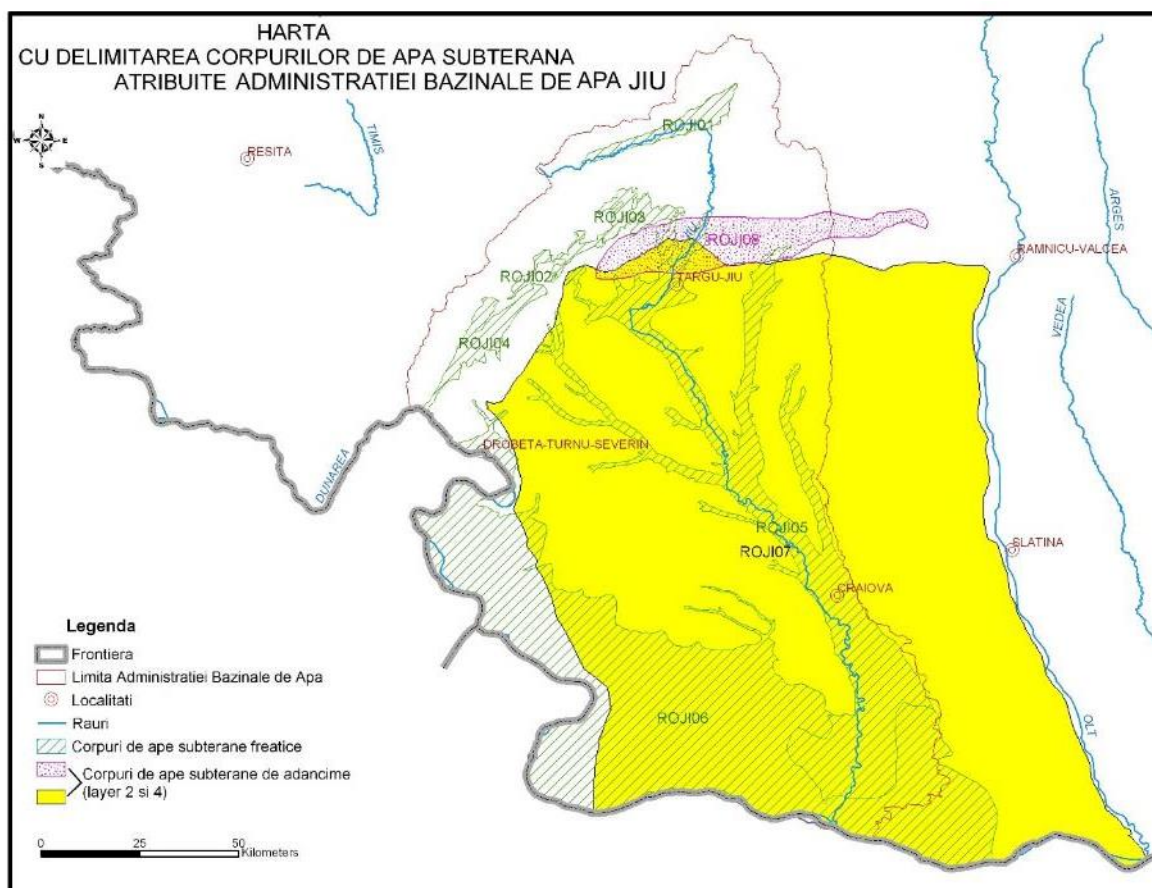 HARTA
CU DELIMITAREA CORPURILOR DE APA SUBTERANA
ATRIBUITE ADMINISTRATIEI BAZINALE DE APA JIU
N
W E
S
RESITA
TIMIS
ROJI01
ARGES
ROJI03
JIU
ROJI08
RAMNICU-VALCEA
ROJI02
TARGU-JIU
VEDEA
ROJI04
DROBETA-TURNU-SEVERIN
DUNAREA
ROJI05
ROJI07
SLATINA
CRAIOVA
ROJI06
OLT
Legenda
Frontiera
Limita Administratiei Bazinale de Apa
Localitati
Rauri
Corpuri de ape subterane freatice
Corpuri de ape subterane de adancime
(layer 2 si 4)
0 25 50
Kilometers